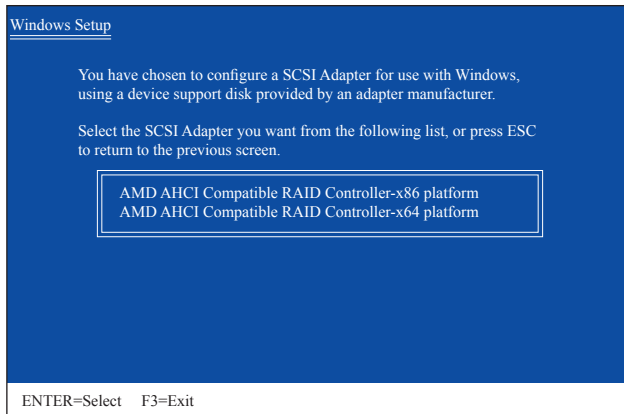 Windows Setup
You have chosen to configure a SCSI Adapter for use with Windows,
using a device support disk provided by an adapter manufacturer.
Select the SCSI Adapter you want from the following list, or press ESC
to return to the previous screen.
AMD AHCI Compatible RAID Controller-x86 platform
AMD AHCI Compatible RAID Controller-x64 platform
ENTER=Select F3=Exit